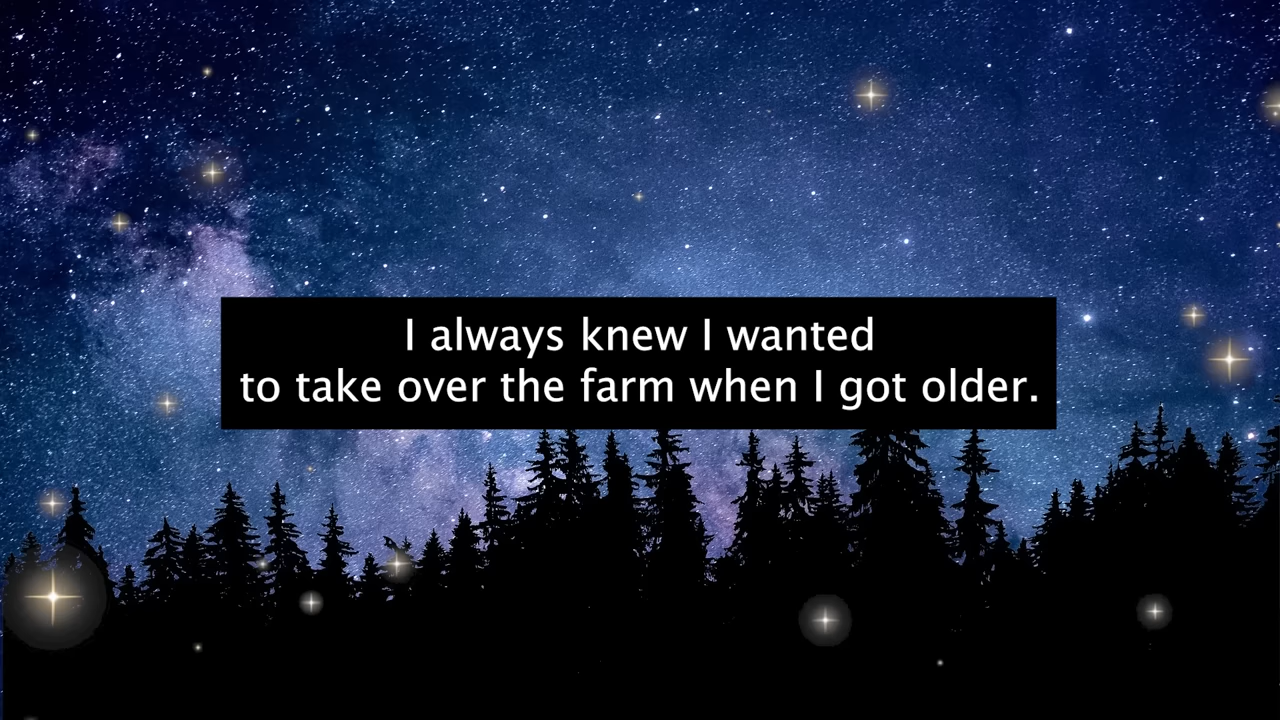 I always knew I wanted
to take over the farm when I got older.